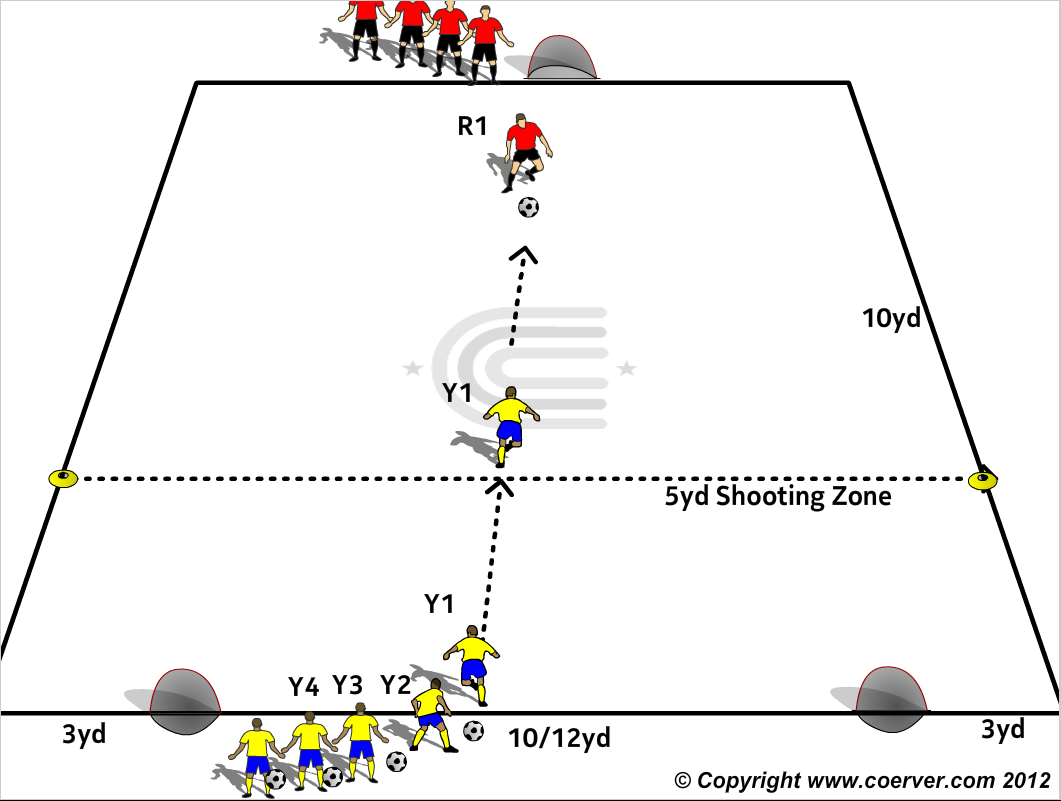 R1
10yd
Y1
5yd Shooting Zone
Y1
Y4 Y3 Y2
3yd
10/12yd
3yd
© Copyright www.coerver.com 2012